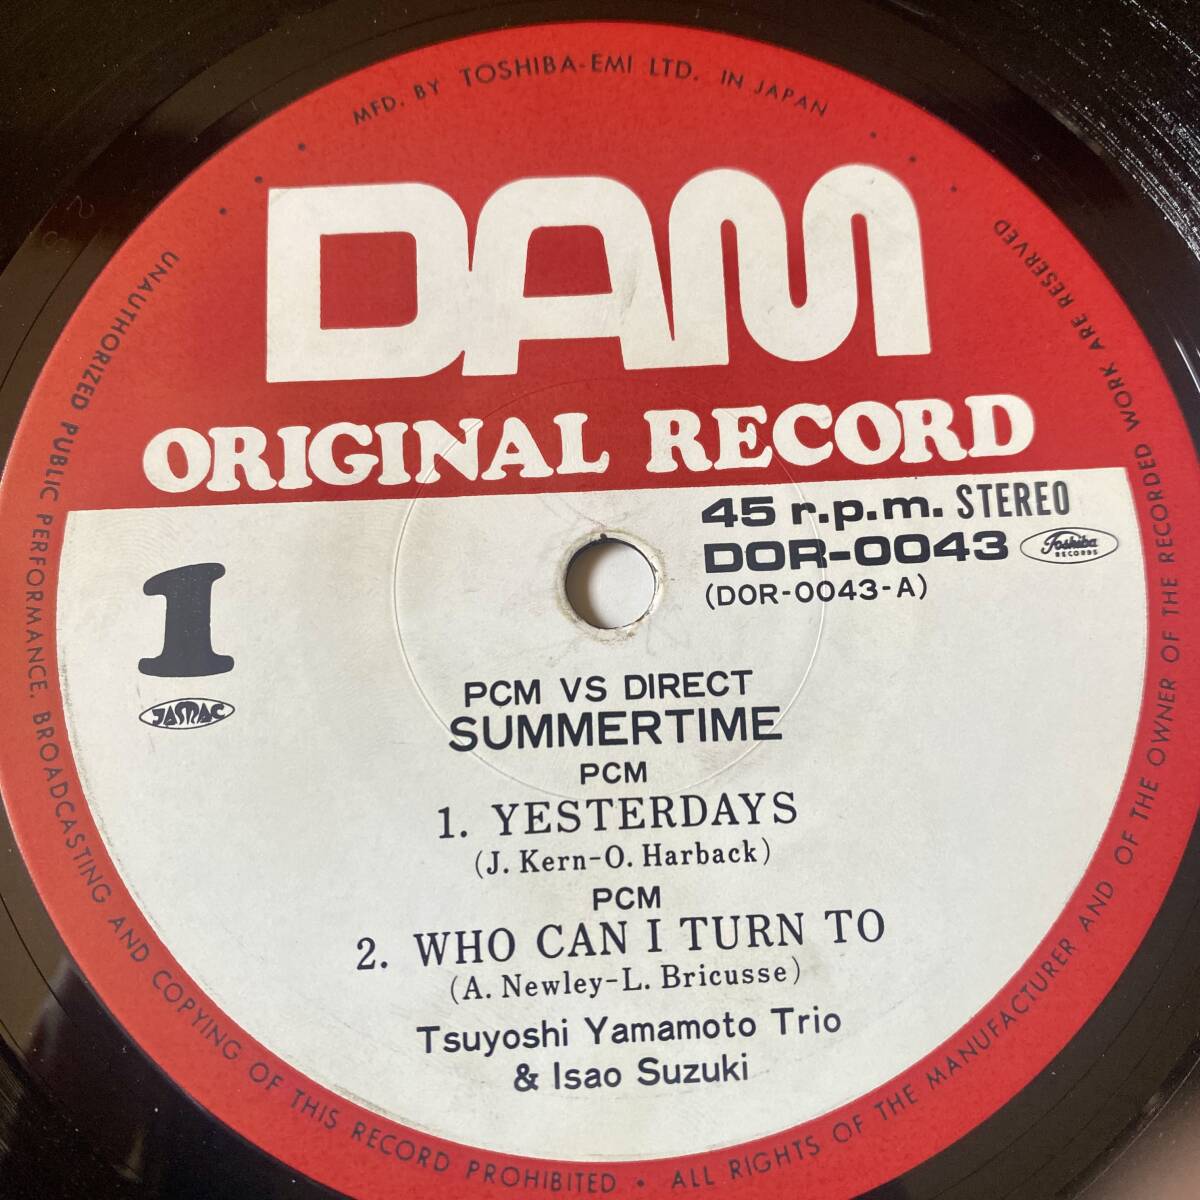 MFD. BY TOSHIBA-EMI LTD. IN JAPAN
DAM
ORIGINAL RECORD
45 r.p.m. STEREO
DOR-0043
Toshiba
RECORDS
(DOR-0043-A)
1
JASRAC
PCM VS DIRECT
SUMMERTIME
PCM
1. YESTERDAYS
(J. Kern-O. Harback)
PCM
2. WHO CAN I TURN TO
(A. Newley-L. Bricusse)
Tsuyoshi Yamamoto Trio
& Isao Suzuki
UNAUTHORIZED PUBLIC PERFORMANCE, BROADCASTING AND COPYING OF THIS RECORD PROHIBITED • ALL RIGHTS OF THE MANUFACTURER AND OF THE OWNER OF THE RECORDED WORK ARE RESERVED